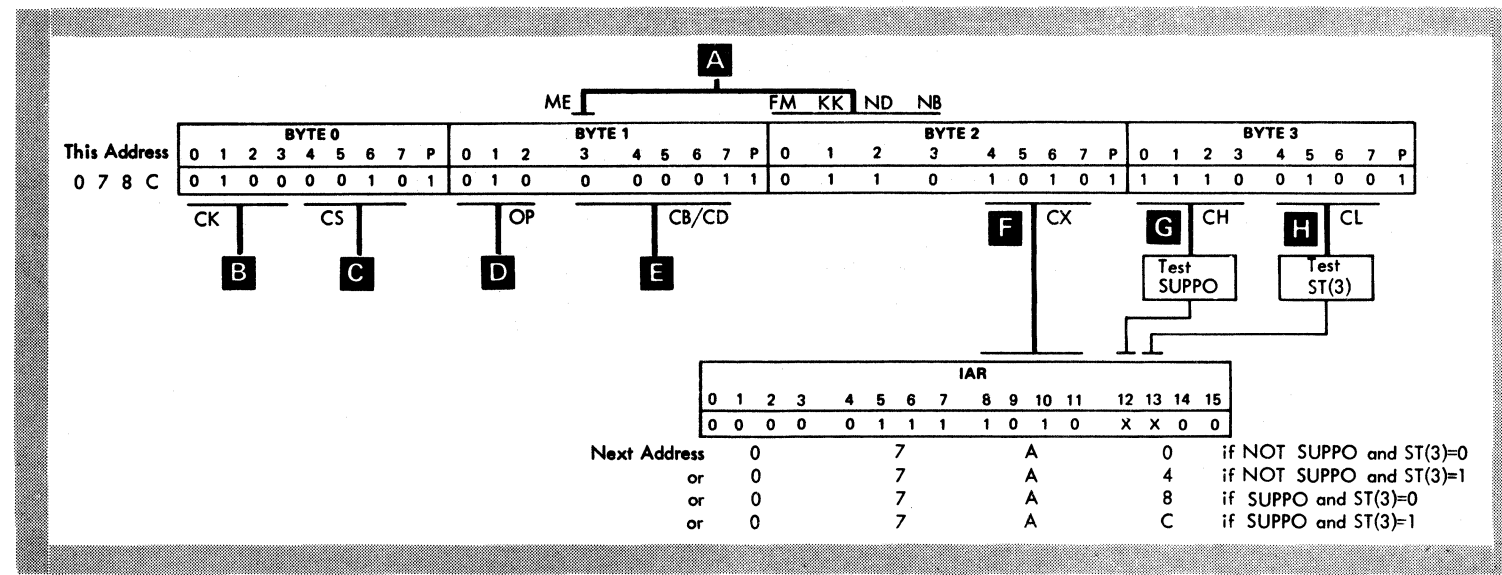 A
ME FM KK ND NB
BYTE 0 BYTE 1 BYTE 2 BYTE 3
This Address 0 1 2 3 4 5 6 7 P 0 1 2 3 4 5 6 7 P 0 1 2 3 4 5 6 7 P 0 1 2 3 4 5 6 7 P
0 7 8 C 0 1 0 0 0 0 1 0 1 0 1 0 0 0 0 0 1 1 0 1 1 0 1 0 1 0 1 1 1 1 0 0 1 0 0 1
CK CS OP CB/CD F CX G CH H CL
B C D E
Test Test
SUPPO ST(3)
IAR
0 1 2 3 4 5 6 7 8 9 10 11 12 13 14 15
0 0 0 0 0 1 1 1 1 0 1 0 X X 0 0
Next Address 0 7 A 0 if NOT SUPPO and ST(3)=0
or 0 7 A 4 if NOT SUPPO and ST(3)=1
or 0 7 A 8 if SUPPO and ST(3)=0
or 0 7 A C if SUPPO and ST(3)=1